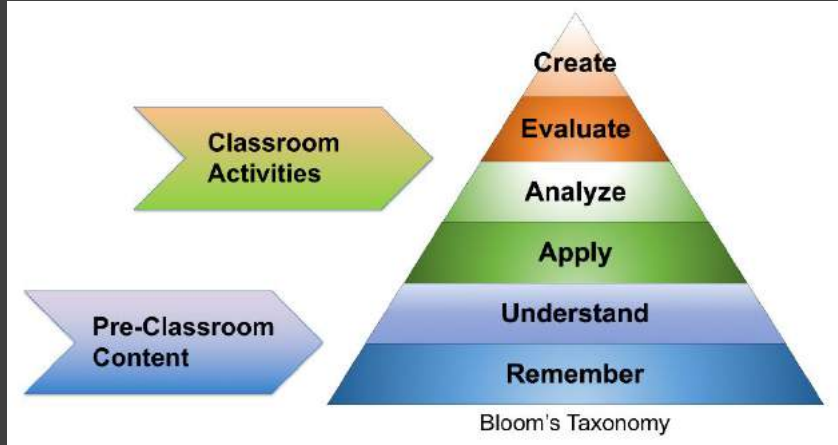 Create
Evaluate
Classroom
Activities
Analyze
Apply
Understand
Pre-Classroom
Content
Remember
Bloom's Taxonomy